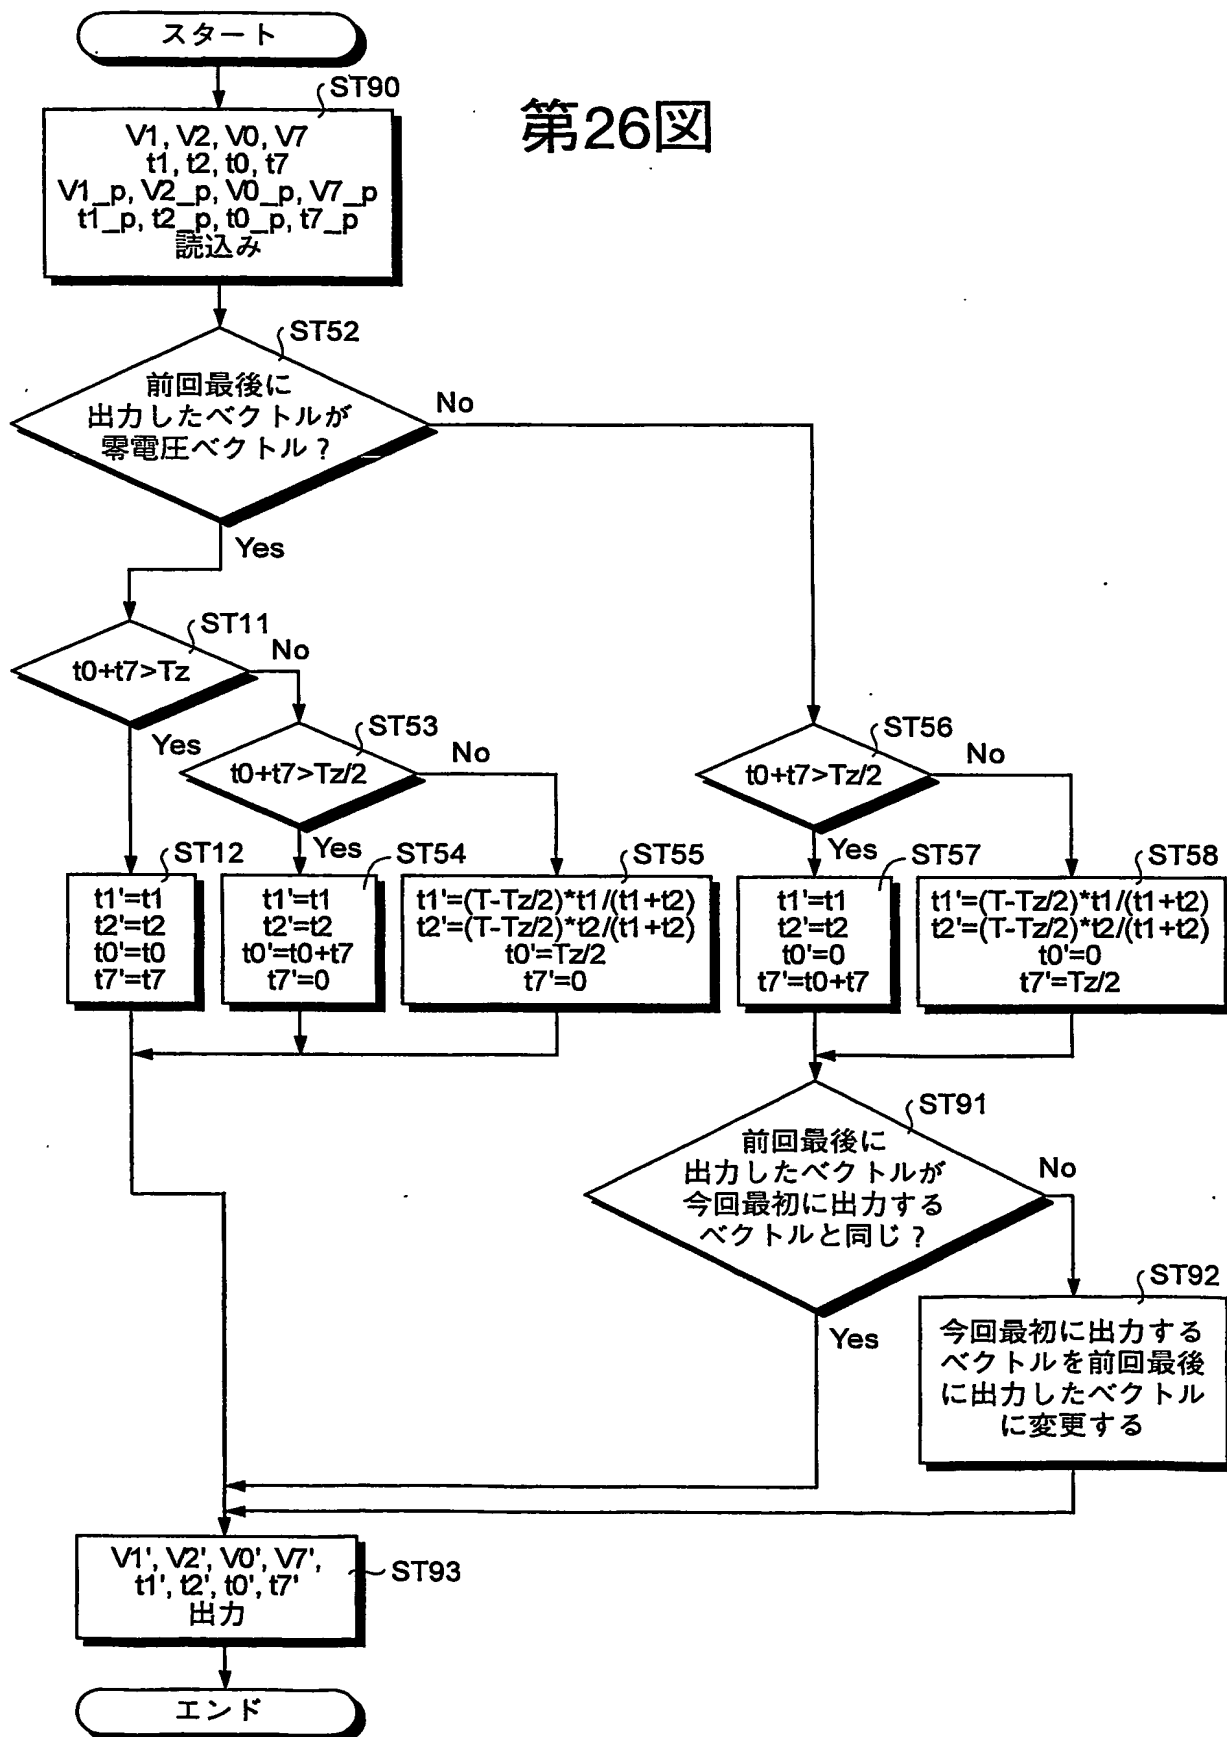 スタート
ST90
第26図
V1, V2, V0, V7
t1, t2, t0, t7
V1_p, V2_p, V0_p, V7_p
t1_p, t2_p, t0_p, t7_p
読込み
ST52
前回最後に
出力したベクトルが
零電圧ベクトル?
No
Yes
ST11
t0+t7>Tz
No
Yes
ST53
t0+t7>Tz/2
No
Yes
ST56
t0+t7>Tz/2
No
Yes
ST12
t1'=t1
t2'=t2
t0'=t0
t7'=t7
ST54
t1'=t1
t2'=t2
t0'=t0+t7
t7'=0
ST55
t1'=(T-Tz/2)*t1/(t1+t2)
t2'=(T-Tz/2)*t2/(t1+t2)
t0'=Tz/2
t7'=0
ST57
t1'=t1
t2'=t2
t0'=0
t7'=t0+t7
ST58
t1'=(T-Tz/2)*t1/(t1+t2)
t2'=(T-Tz/2)*t2/(t1+t2)
t0'=0
t7'=Tz/2
ST91
前回最後に
出力したベクトルが
今回最初に出力する
ベクトルと同じ?
No
Yes
ST92
今回最初に出力する
ベクトルを前回最後
に出力したベクトル
に変更する
V1', V2', V0', V7',
t1', t2', t0', t7'
出力
ST93
エンド